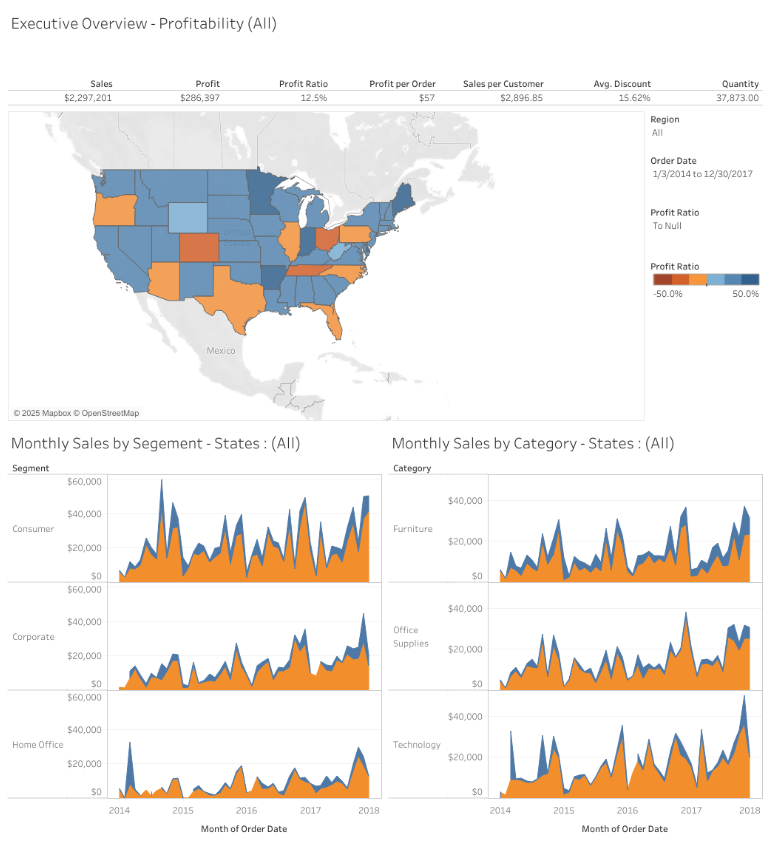 Executive Overview - Profitability (All)
Sales Profit Profit Ratio Profit per Order Sales per Customer Avg. Discount Quantity
$2,297,201 $286,397 12.5% $57 $2,896.85 15.62% 37,873.00
Region
All
Order Date
1/3/2014 to 12/30/2017
Profit Ratio
To Null
Profit Ratio
-50.0% 50.0%
United States
Mexico
© 2025 Mapbox © OpenStreetMap
Monthly Sales by Segement - States : (All)
Segment
Consumer
$60,000
$40,000
$20,000
$0
Corporate
$60,000
$40,000
$20,000
$0
Home Office
$60,000
$40,000
$20,000
$0
2014 2015 2016 2017 2018
Month of Order Date
Monthly Sales by Category - States : (All)
Category
Furniture
$40,000
$20,000
$0
Office
Supplies
$40,000
$20,000
$0
Technology
$40,000
$20,000
$0
2014 2015 2016 2017 2018
Month of Order Date